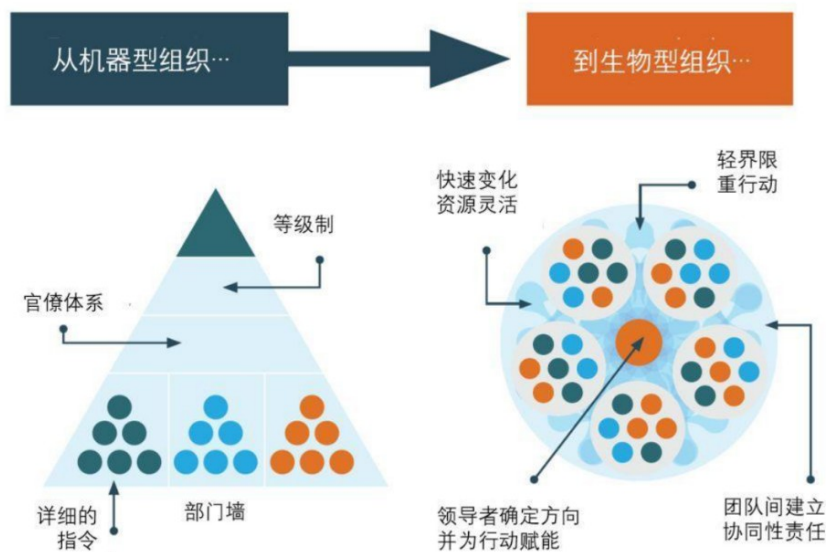 从机器型组织…
到生物型组织…
等级制
官僚体系
详细的
指令
部门墙
快速变化
资源灵活
轻界限
重行动
领导者确定方向
并为行动赋能
团队间建立
协同性责任